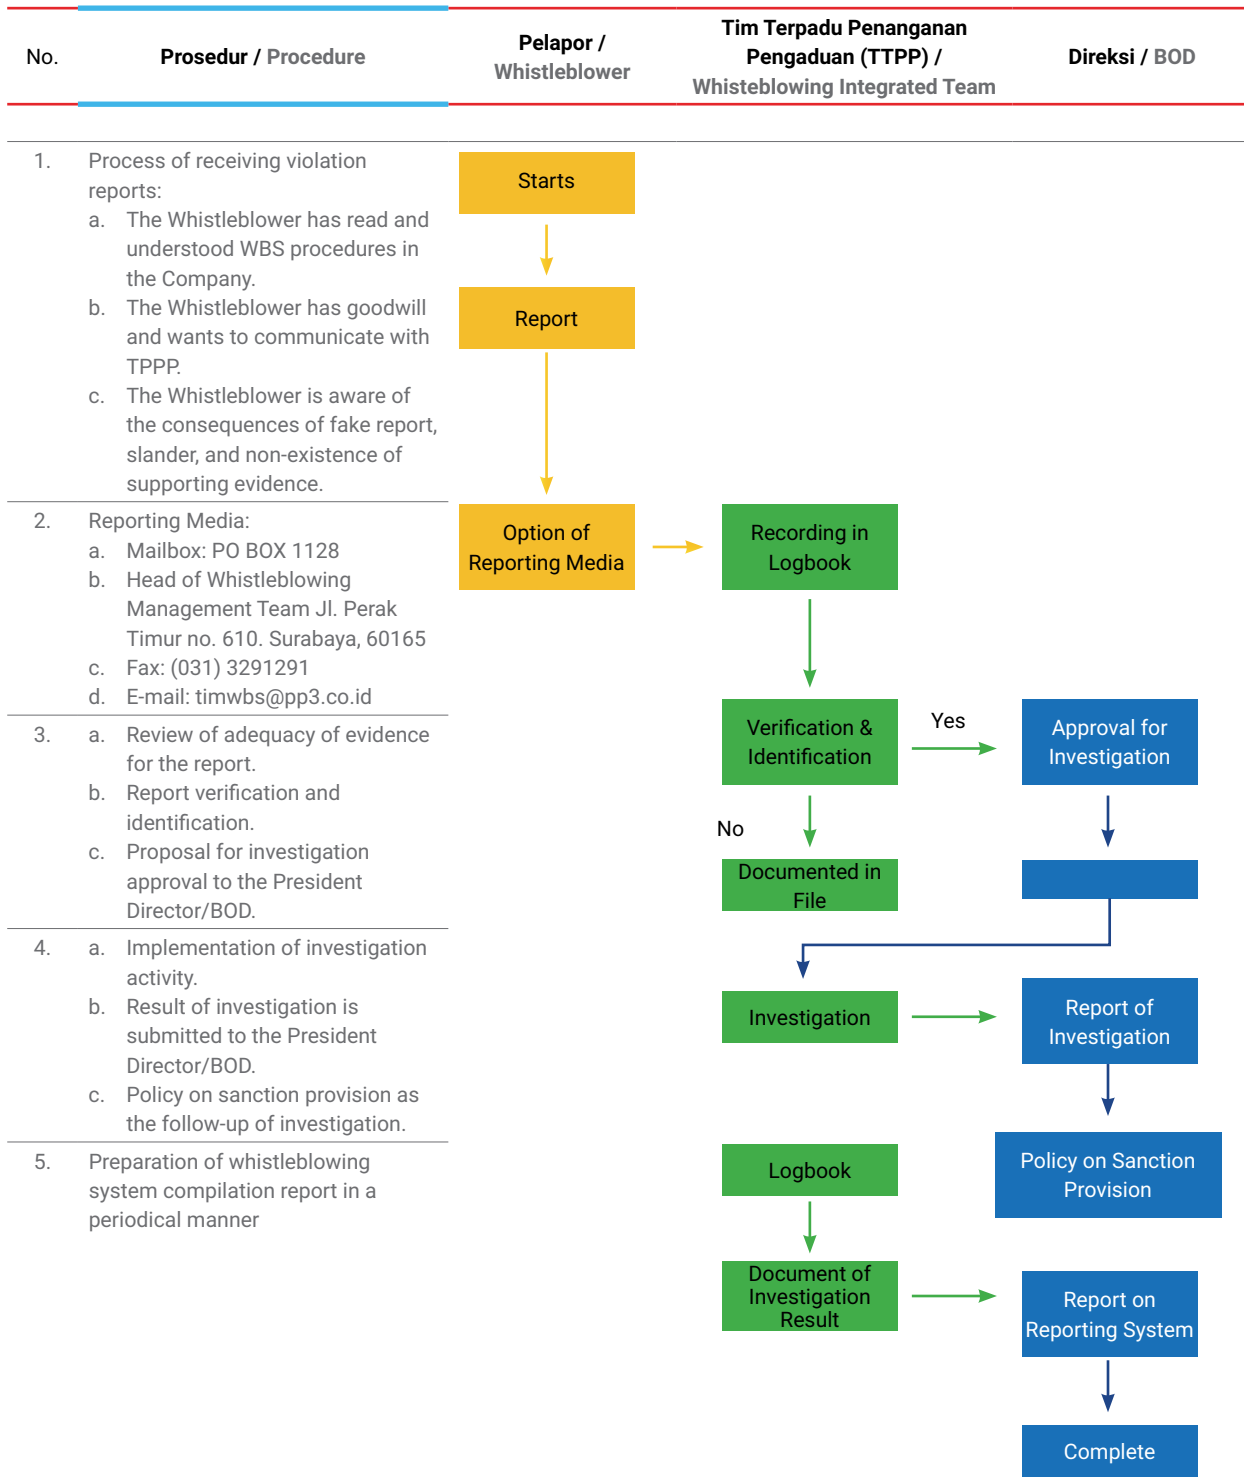 No.
Prosedur / Procedure
Pelapor /
Whistleblower
Tim Terpadu Penanganan
Pengaduan (TTPP) /
Whisteblowing Integrated Team
Direksi / BOD
1. Process of receiving violation
reports:
a. The Whistleblower has read and
understood WBS procedures in
the Company.
b. The Whistleblower has goodwill
and wants to communicate with
TPPP.
c. The Whistleblower is aware of
the consequences of fake report,
slander, and non-existence of
supporting evidence.
Starts
Report
2. Reporting Media:
a. Mailbox: PO BOX 1128
b. Head of Whistleblowing
Management Team Jl. Perak
Timur no. 610. Surabaya, 60165
c. Fax: (031) 3291291
d. E-mail: timwbs@pp3.co.id
Option of
Reporting Media
Recording in
Logbook
3. a. Review of adequacy of evidence
for the report.
b. Report verification and
identification.
c. Proposal for investigation
approval to the President
Director/BOD.
Verification &
Identification
Yes
Approval for
Investigation
No
Documented in
File
4. a. Implementation of investigation
activity.
b. Result of investigation is
submitted to the President
Director/BOD.
c. Policy on sanction provision as
the follow-up of investigation.
Investigation
Report of
Investigation
5. Preparation of whistleblowing
system compilation report in a
periodical manner
Logbook
Policy on Sanction
Provision
Document of
Investigation
Result
Report on
Reporting System
Complete